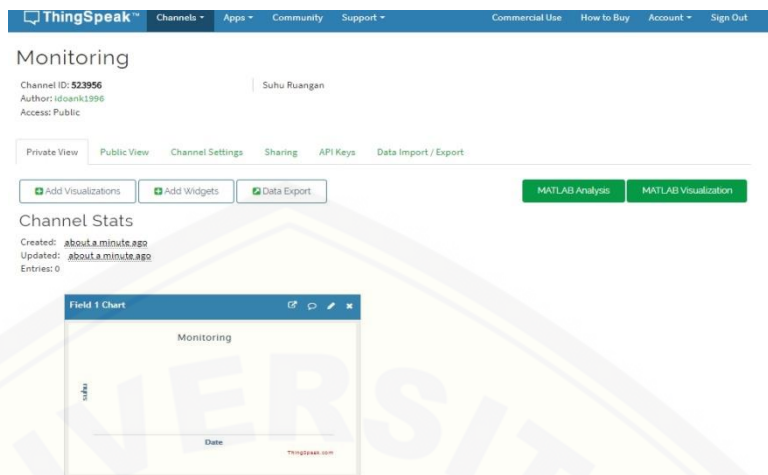 ThingSpeak™ Channels Apps Community Support Commercial Use How to Buy Account Sign Out
Monitoring
Channel ID: 523956
Author: idoank1996
Access: Public
Suhu Ruangan
Private View Public View Channel Settings Sharing API Keys Data Import / Export
Add Visualizations Add Widgets Data Export MATLAB Analysis MATLAB Visualization
Channel Stats
Created: about a minute ago
Updated: about a minute ago
Entries: 0
Field 1 Chart
Monitoring
suhu
Date
ThingSpeak.com
VERSIT